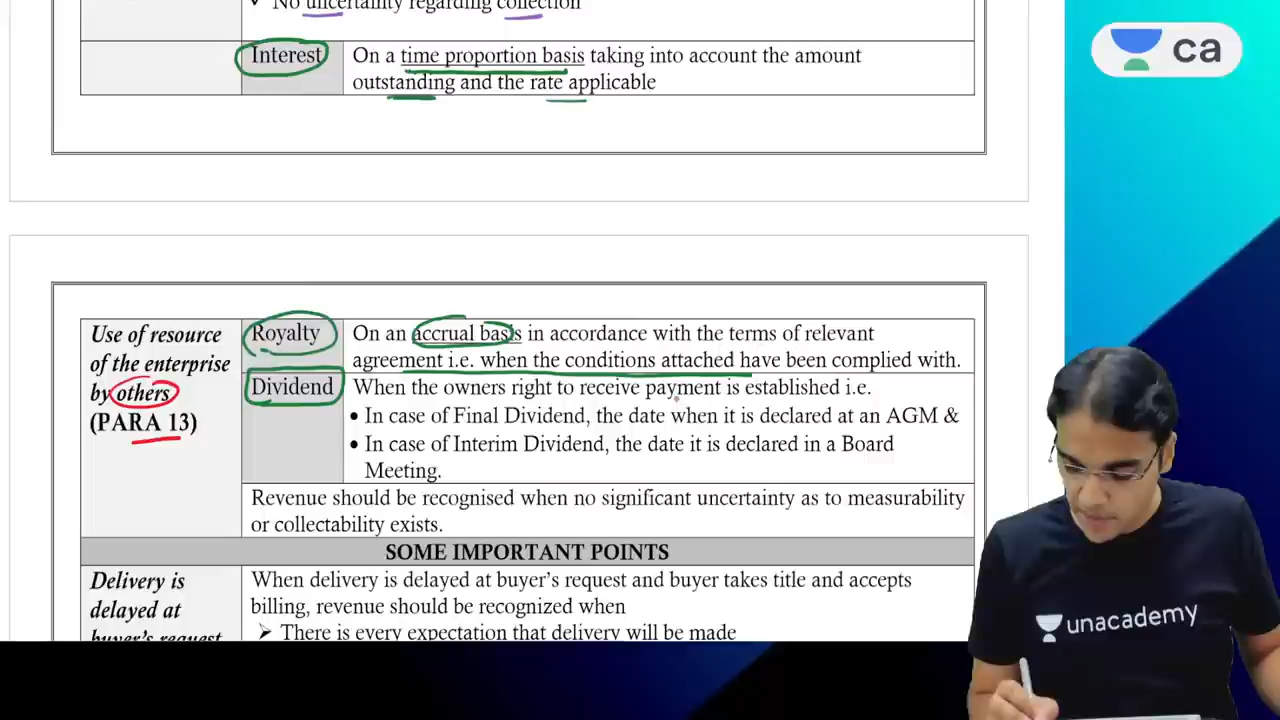 ✓ No uncertainty regarding collection
Interest
On a time proportion basis taking into account the amount
outstanding and the rate applicable
ca
Use of resource
of the enterprise
by others
(PARA 13)
Royalty
On an accrual basis in accordance with the terms of relevant
agreement i.e. when the conditions attached have been complied with.
Dividend
When the owners right to receive payment is established i.e.
• In case of Final Dividend, the date when it is declared at an AGM &
• In case of Interim Dividend, the date it is declared in a Board
Meeting.
Revenue should be recognised when no significant uncertainty as to measurability
or collectability exists.
SOME IMPORTANT POINTS
Delivery is
delayed at
buyer's request
When delivery is delayed at buyer's request and buyer takes title and accepts
billing, revenue should be recognized when
➢ There is every expectation that delivery will be made
unacademy